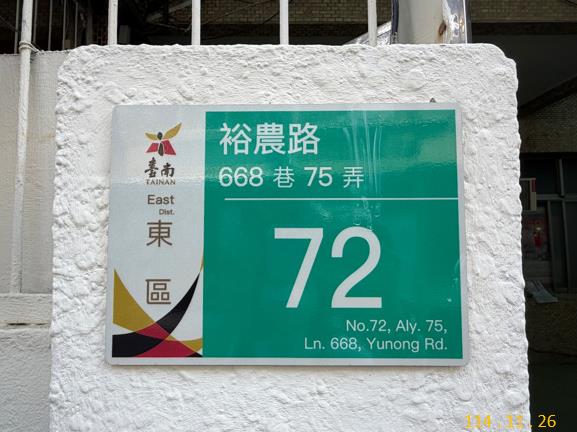 臺南
TAINAN
East
Dist.
東
區
裕農路
668 巷 75 弄
72
No.72, Aly. 75,
Ln. 668, Yunong Rd.
114 . 11 . 26